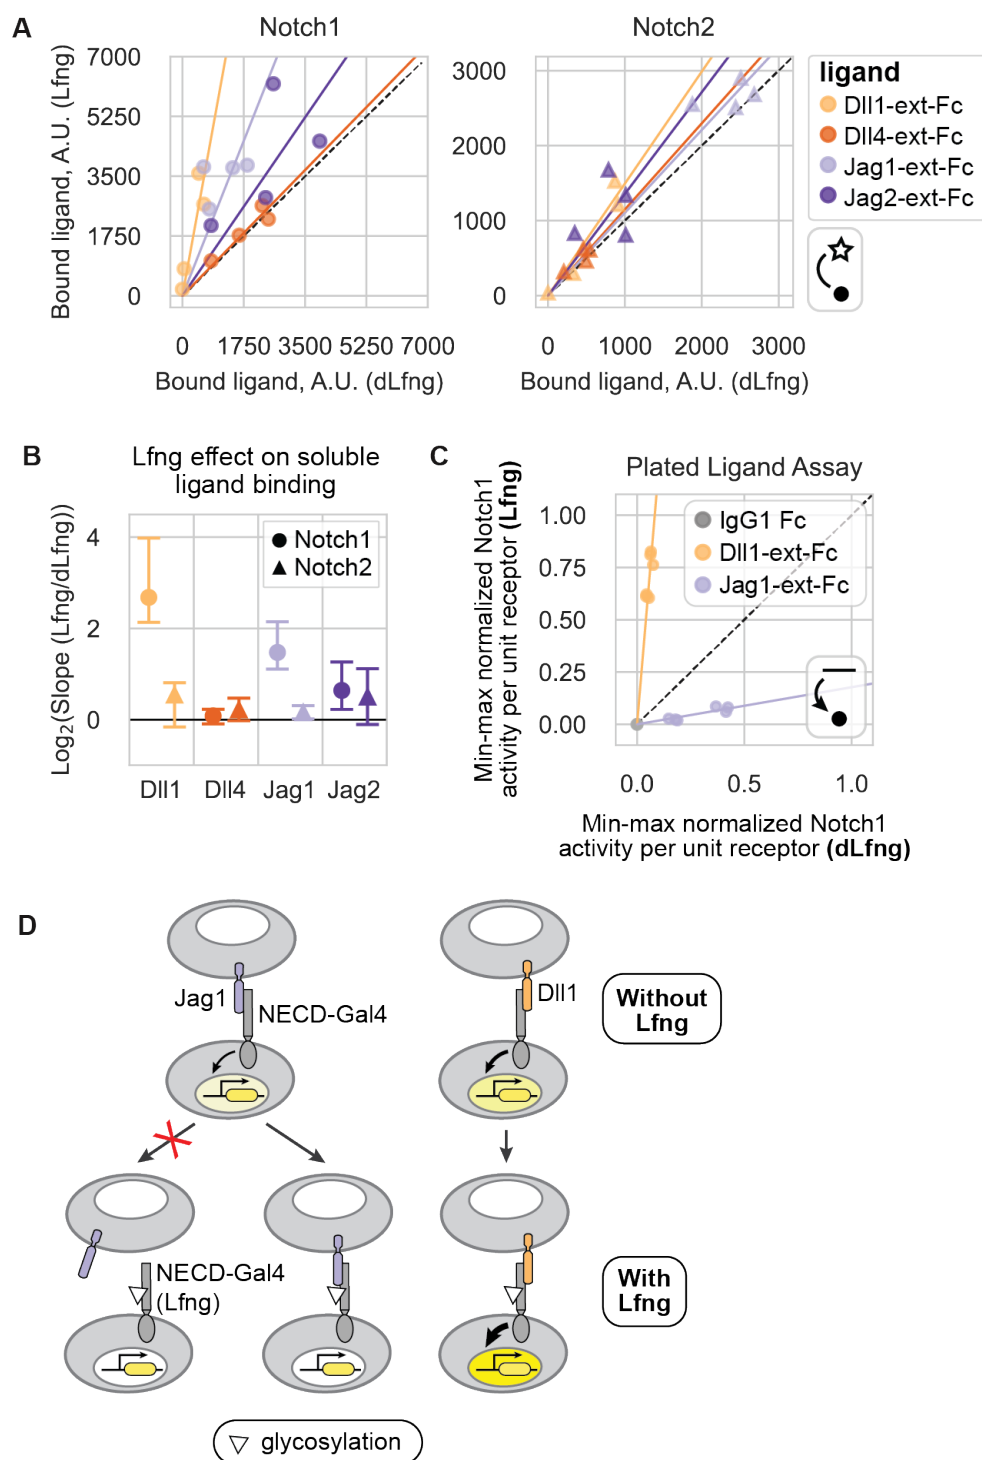 A
Notch1
Notch2
Bound ligand, A.U. (Lfng)
7000
5250
3500
1750
0
0 1750 3500 5250 7000
Bound ligand, A.U. (dLfng)
3000
2000
1000
0
0 1000 2000 3000
Bound ligand, A.U. (dLfng)
ligand
Dll1-ext-Fc
Dll4-ext-Fc
Jag1-ext-Fc
Jag2-ext-Fc
B
Lfng effect on soluble
ligand binding
Log2(Slope (Lfng/dLfng))
4
2
0
Notch1
Notch2
Dll1 Dll4 Jag1 Jag2
C
Plated Ligand Assay
Min-max normalized Notch1
activity per unit receptor (Lfng)
1.00
0.75
0.50
0.25
0.00
IgG1 Fc
Dll1-ext-Fc
Jag1-ext-Fc
0.0 0.5 1.0
Min-max normalized Notch1
activity per unit receptor (dLfng)
D
Jag1
NECD-Gal4
Dll1
Without
Lfng
NECD-Gal4
(Lfng)
With
Lfng
glycosylation